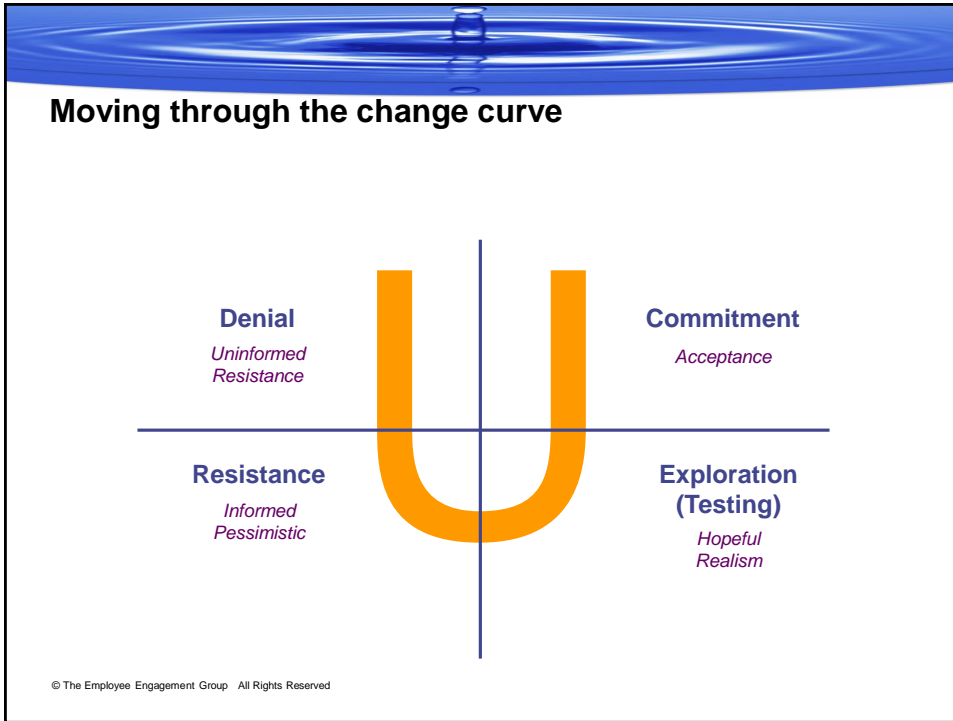 Moving through the change curve
Denial
Uninformed
Resistance
Commitment
Acceptance
Resistance
Informed
Pessimistic
Exploration
(Testing)
Hopeful
Realism
© The Employee Engagement Group All Rights Reserved